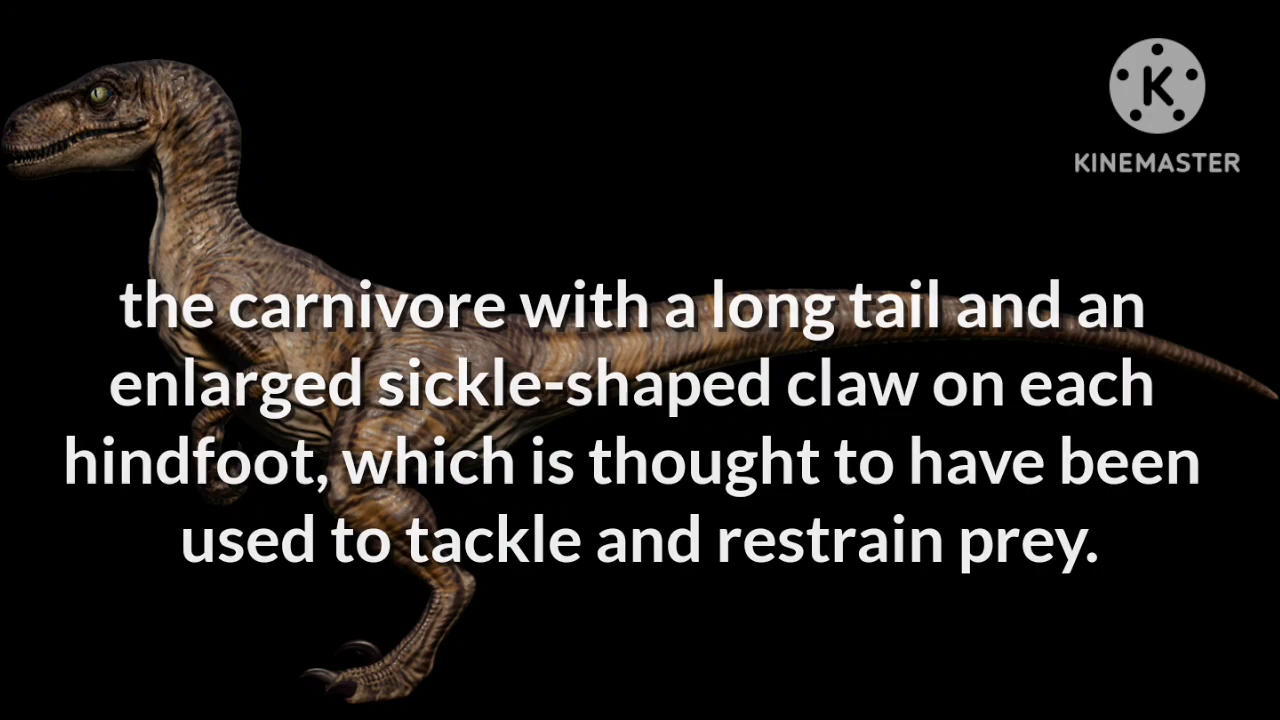 K
KINEMASTER
the carnivore with a long tail and an
enlarged sickle-shaped claw on each
hindfoot, which is thought to have been
used to tackle and restrain prey.